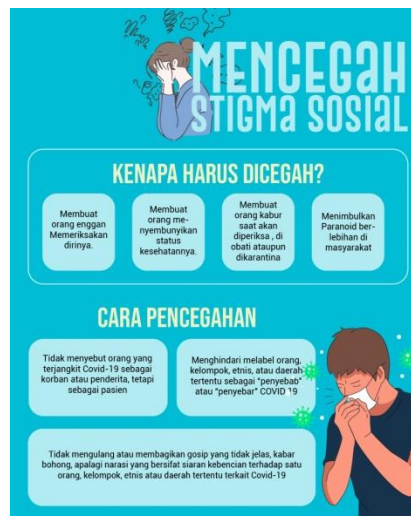 MENCEGAH
STIGMA SOSIAL
KENAPA HARUS DICEGAH?
Membuat
orang enggan
Memeriksakan
dirinya.
Membuat
orang me-
nyembunyikan
status
kesehatannya.
Membuat
orang kabur
saat akan
diperiksa , di
obati ataupun
dikarantina
Menimbulkan
Paranoid ber-
lebihan di
masyarakat
CARA PENCEGAHAN
Tidak menyebut orang yang
terjangkit Covid-19 sebagai
korban atau penderita, tetapi
sebagai pasien
Menghindari melabel orang,
kelompok, etnis, atau daerah
tertentu sebagai "penyebab"
atau "penyebar" COVID 19
Tidak mengulang atau membagikan gosip yang tidak jelas, kabar
bohong, apalagi narasi yang bersifat siaran kebencian terhadap satu
orang, kelompok, etnis atau daerah tertentu terkait Covid-19